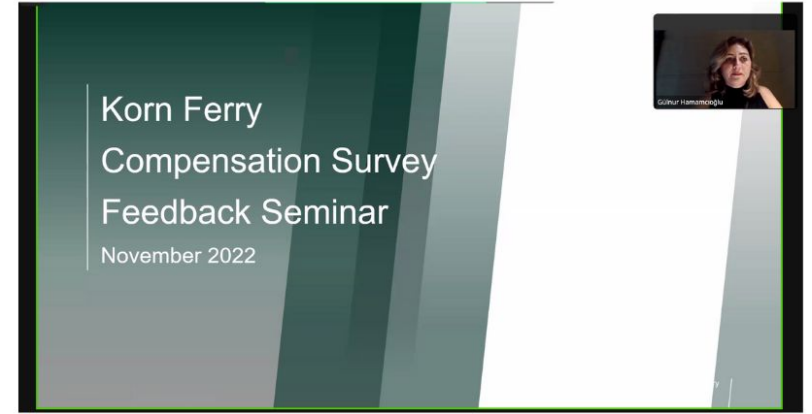 Korn Ferry
Compensation Survey
Feedback Seminar
November 2022
Gülnur Hamamcıoğlu